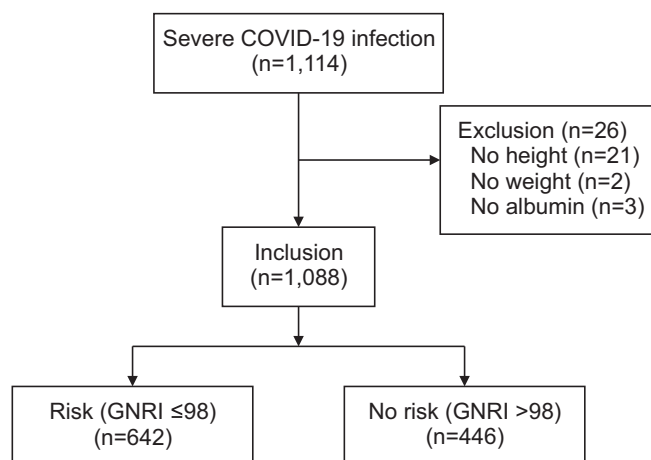 Severe COVID-19 infection
(n=1,114)
Exclusion (n=26)
No height (n=21)
No weight (n=2)
No albumin (n=3)
Inclusion
(n=1,088)
Risk (GNRI ≤98)
(n=642)
No risk (GNRI >98)
(n=446)